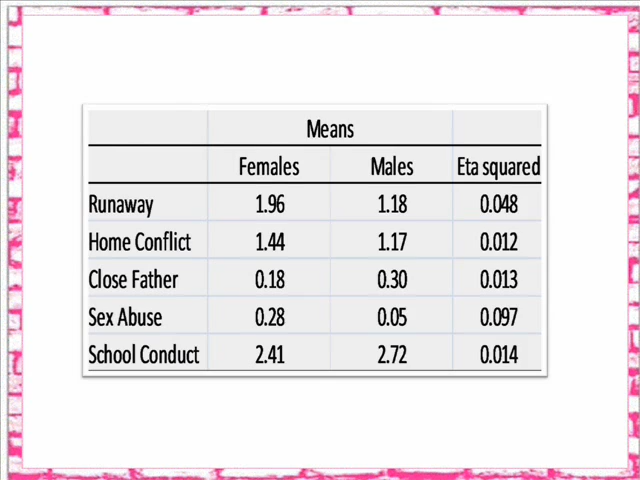 Means
Females Males Eta squared
Runaway 1.96 1.18 0.048
Home Conflict 1.44 1.17 0.012
Close Father 0.18 0.30 0.013
Sex Abuse 0.28 0.05 0.097
School Conduct 2.41 2.72 0.014